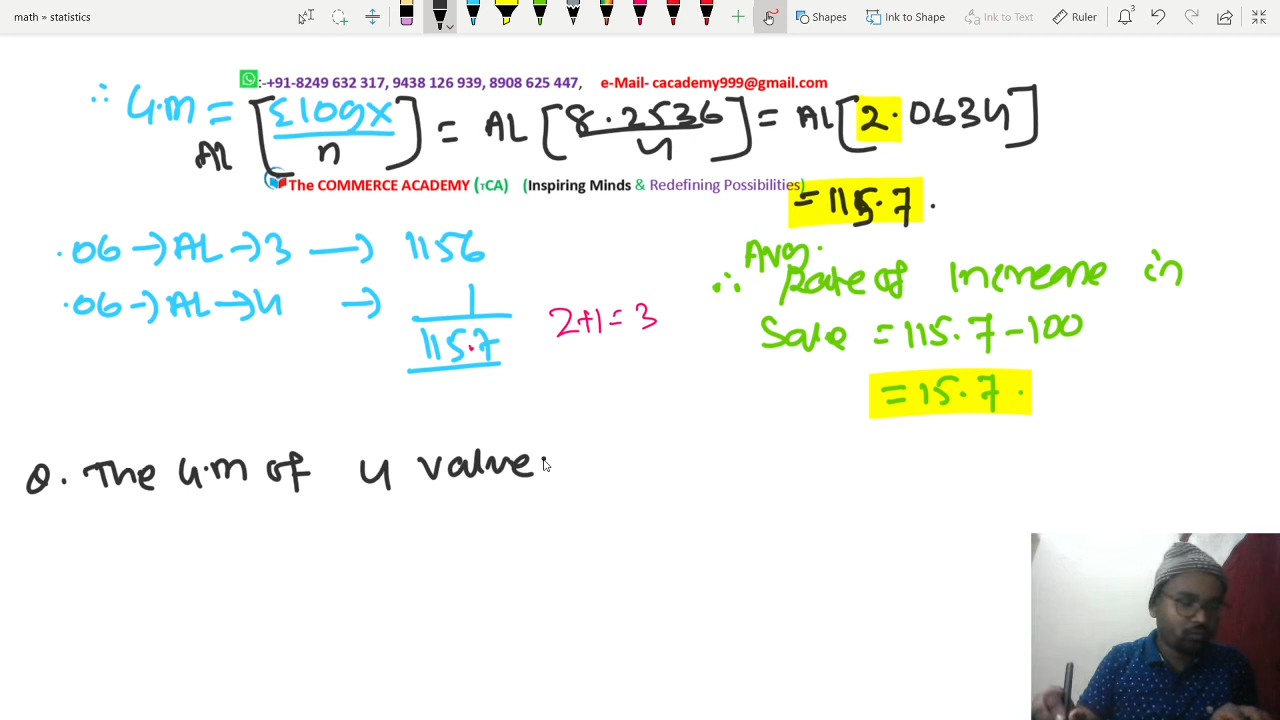 math » statistics
Shapes Ink to Shape Ink to Text Ruler
:-+91-8249 632 317, 9438 126 939, 8908 625 447, e-Mail- cacademy999@gmail.com
∴ G.M = AL [Σlogx / n] = AL [8.2536 / 4] = AL [2.0634]
The COMMERCE ACADEMY (TCA) (Inspiring Minds & Redefining Possibilities)
= 115.7.
.06 → AL → 3 → 1156
.06 → AL → 4 → 1
115.7
2+1=3
∴ Avg. Rate of Increase in
Sale = 115.7 - 100
= 15.7.
Q. The G.M of 4 value